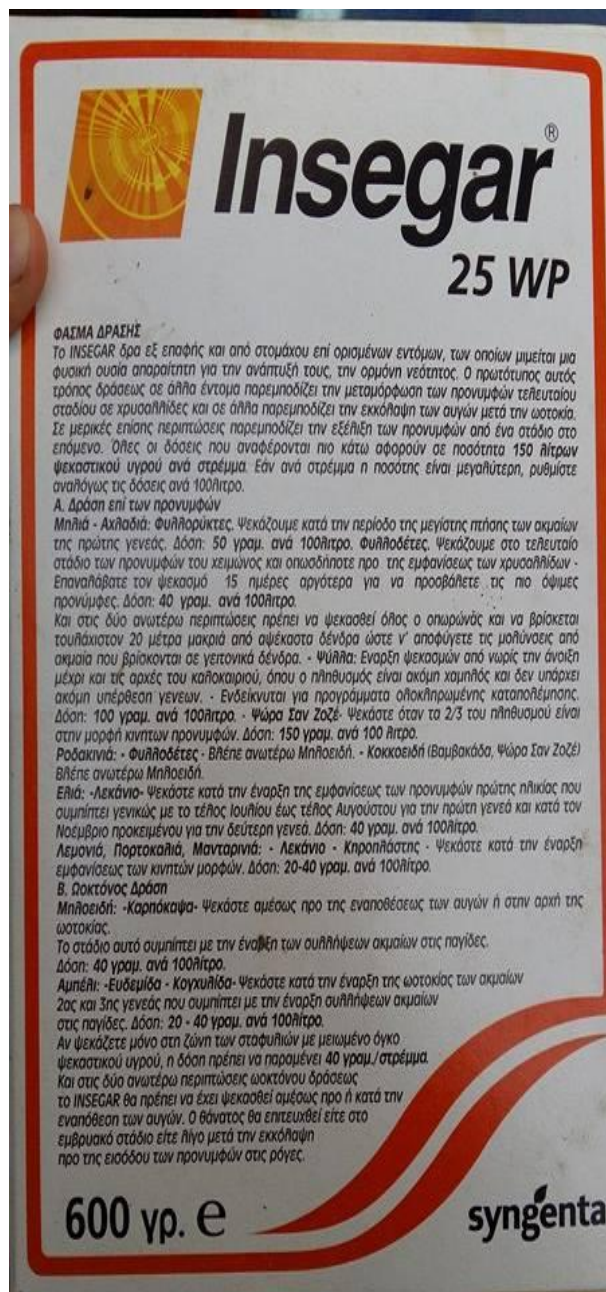 Insegar®
25 WP
ΦΑΣΜΑ ΔΡΑΣΗΣ
Το INSEGAR δρα εξ επαφής και από στομάχου επί ορισμένων εντόμων, των οποίων μιμείται μια
φυσική ουσία απαραίτητη για την ανάπτυξή τους, την ορμόνη νεότητος. Ο πρωτότυπος αυτός
τρόπος δράσεως σε άλλα έντομα παρεμποδίζει την μεταμόρφωση των προνυμφών τελευταίου
σταδίου σε χρυσαλλίδες και σε άλλα παρεμποδίζει την εκκόλαψη των αυγών μετά την ωοτοκία.
Σε μερικές επίσης περιπτώσεις παρεμποδίζει την εξέλιξη των προνυμφών από ένα στάδιο στο
επόμενο. Όλες οι δόσεις που αναφέρονται πιο κάτω αφορούν σε ποσότητα 150 λίτρων
ψεκαστικού υγρού ανά στρέμμα. Εάν ανά στρέμμα η ποσότης είναι μεγαλύτερη, ρυθμίστε
αναλόγως τις δόσεις ανά 100λιτρο.
Α. Δράση επί των προνυμφών
Μηλιά - Αχλαδιά: Φυλλορύκτες. Ψεκάζουμε κατά την περίοδο της μεγίστης πτήσης των ακμαίων
της πρώτης γενεάς. Δόση: 50 γραμ. ανά 100λιτρο. Φυλλοδέτες. Ψεκάζουμε στο τελευταίο
στάδιο των προνυμφών του χειμώνος και οπωσδήποτε προ της εμφανίσεως των χρυσαλλίδων -
Επαναλάβατε τον ψεκασμό 15 ημέρες αργότερα για να προσβάλετε τις πιο όψιμες
προνύμφες. Δόση: 40 γραμ. ανά 100λιτρο.
Και στις δύο ανωτέρω περιπτώσεις πρέπει να ψεκασθεί όλος ο οπωρώνας και να βρίσκεται
τουλάχιστον 20 μέτρα μακριά από αψέκαστα δένδρα ώστε ν' αποφύγετε τις μολύνσεις από
ακμαία που βρίσκονται σε γειτονικά δένδρα. - Ψύλλα: Εναρξη ψεκασμών από νωρίς την άνοιξη
μέχρι και τις αρχές του καλοκαιριού, όπου ο πληθυσμός είναι ακόμη χαμηλός και δεν υπάρχει
ακόμη υπέρθεση γενεων. - Ενδείκνυται για προγράμματα ολοκληρωμένης καταπολέμησης.
Δόση: 100 γραμ. ανά 100λιτρο. - Ψώρα Σαν Ζοζέ- Ψεκάστε όταν τα 2/3 του πληθυσμού είναι
στην μορφή κινητων προνυμφών. Δόση: 150 γραμ. ανά 100 λιτρο.
Ροδακινιά: - Φυλλοδέτες - Βλέπε ανωτέρω Μηλοειδή. - Κοκκοειδή (Βαμβακάδα, Ψώρα Σαν Ζοζέ)
Βλέπε ανωτέρω Μηλοειδή.
Ελιά: -Λεκάνιο- Ψεκάστε κατά την έναρξη της εμφανίσεως των προνυμφών πρώτης ηλικίας που
συμπίπτει γενικώς με το τέλος Ιουλίου έως τέλος Αυγούστου για την πρώτη γενεά και κατά τον
Νοέμβριο προκειμένου για την δεύτερη γενεά. Δόση: 40 γραμ. ανά 100λίτρο.
Λεμονιά, Πορτοκαλιά, Μανταρινιά: - Λεκάνιο - Κηροπλάστης - Ψεκάστε κατά την έναρξη
εμφανίσεως των κινητών μορφών. Δόση: 20-40 γραμ. ανά 100λίτρο.
Β. Ωοκτόνος Δράση
Μηλοειδή: -Καρπόκαψα- Ψεκάστε αμέσως προ της εναποθέσεως των αυγών ή στην αρχή της
ωοτοκίας.
Το στάδιο αυτό συμπίπτει με την έναρξη των συλλήψεων ακμαίων στις παγίδες.
Δόση: 40 γραμ. ανά 100λίτρο.
Αμπέλι: -Ευδεμίδα - Κογχυλίδα- Ψεκάστε κατά την έναρξη της ωοτοκίας των ακμαίων
2ας και 3ης γενεάς που συμπίπτει με την έναρξη συλλήψεων ακμαίων
στις παγίδες. Δόση: 20 - 40 γραμ. ανά 100λίτρο.
Αν ψεκάζετε μόνο στη ζώνη των σταφυλιών με μειωμένο όγκο
ψεκαστικού υγρού, η δόση πρέπει να παραμένει 40 γραμ./στρέμμα.
Και στις δύο ανωτέρω περιπτώσεις ωοκτόνου δράσεως
το INSEGAR θα πρέπει να έχει ψεκασθεί αμέσως προ ή κατά την
εναπόθεση των αυγών. Ο θάνατος θα επιτευχθεί είτε στο
εμβρυακό στάδιο είτε λίγο μετά την εκκόλαψη
προ της εισόδου των προνυμφών στις ρόγες.
600 γρ. e
syngenta